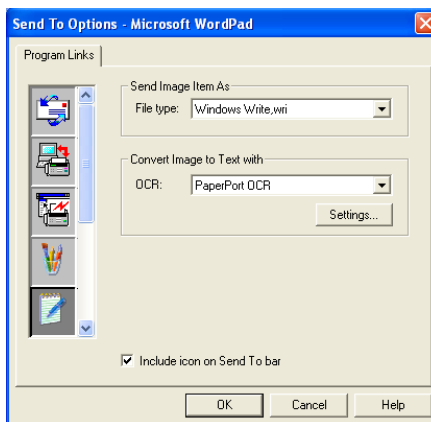 Send To Options - Microsoft WordPad
Program Links
Send Image Item As
File type: Windows Write,wri
Convert Image to Text with
OCR: PaperPort OCR
Settings...
Include icon on Send To bar
OK Cancel Help